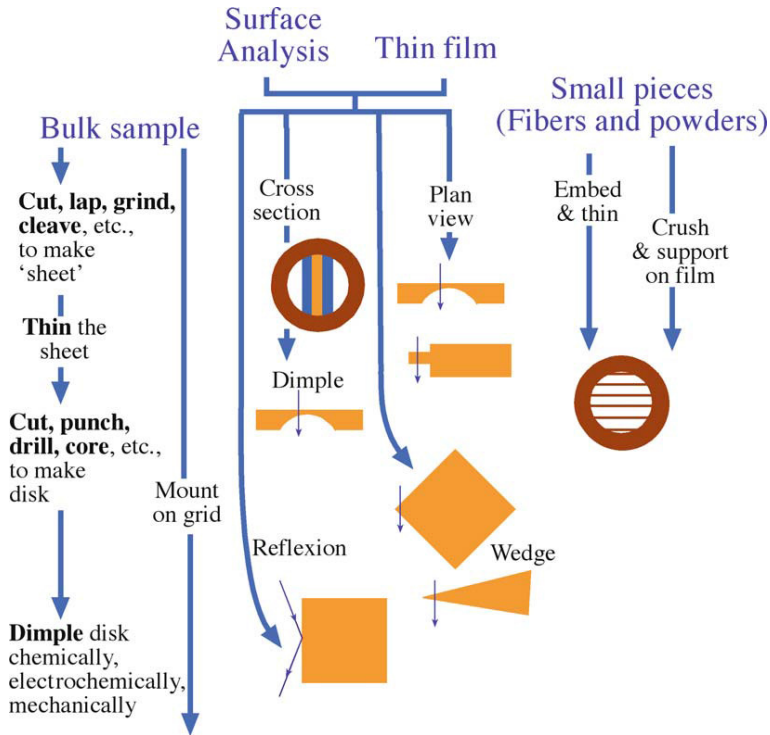 Surface
Analysis
Thin film
Small pieces
(Fibers and powders)
Bulk sample
Cut, lap, grind,
cleave, etc.,
to make
‘sheet’
Thin the
sheet
Cut, punch,
drill, core, etc.,
to make
disk
Dimple disk
chemically,
electrochemically,
mechanically
Mount
on grid
Cross
section
Dimple
Reflexion
Plan
view
Wedge
Embed
& thin
Crush
& support
on film